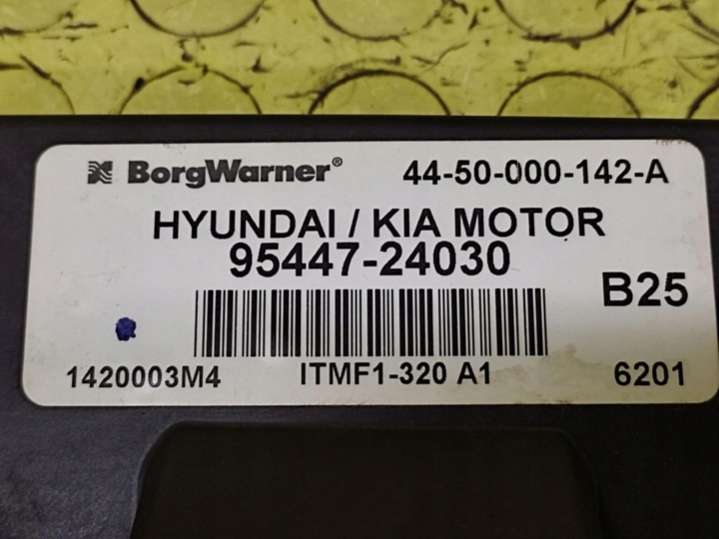 BorgWarner® 44-50-000-142-A
HYUNDAI / KIA MOTOR
95447-24030
B25
1420003M4 ITMF1-320 A1 6201